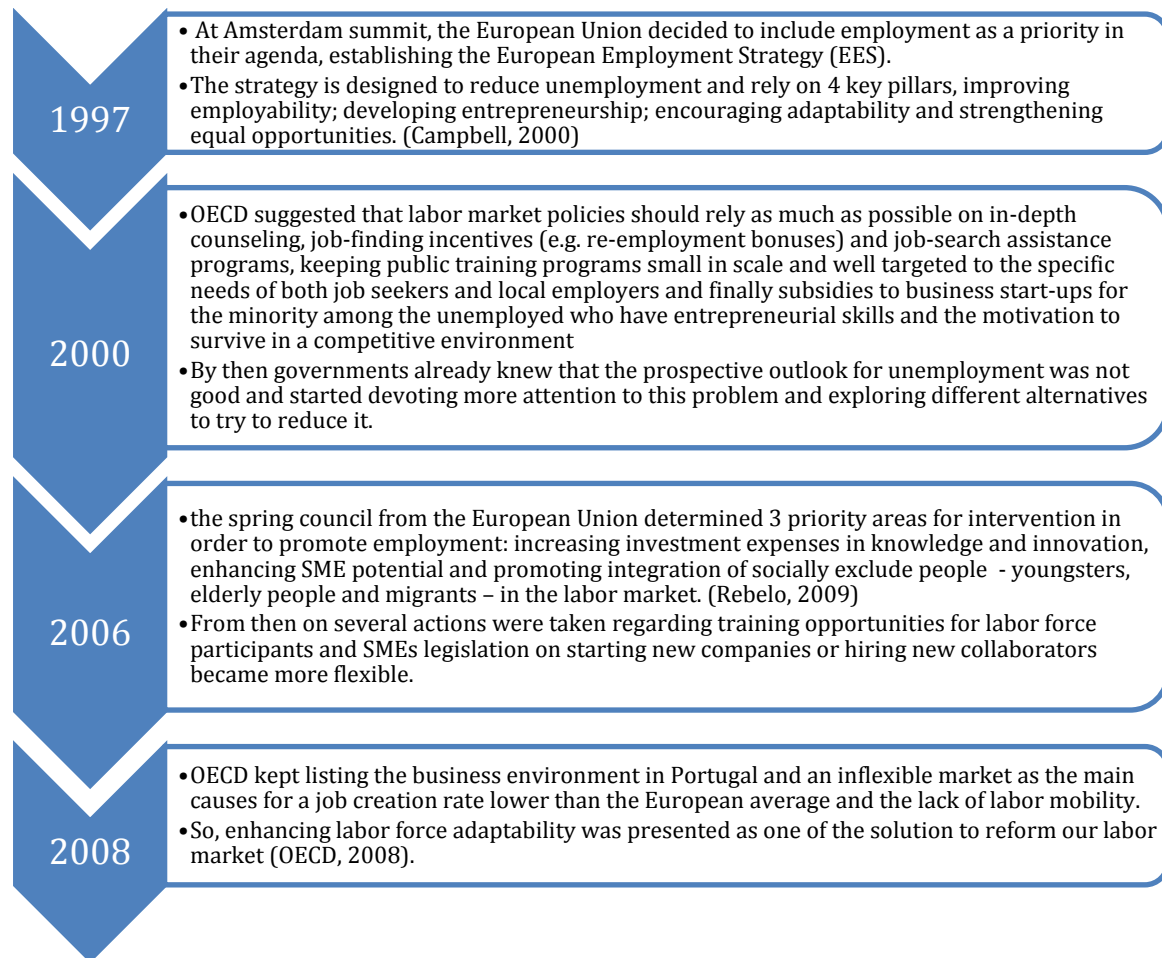 1997
• At Amsterdam summit, the European Union decided to include employment as a priority in
their agenda, establishing the European Employment Strategy (EES).
•The strategy is designed to reduce unemployment and rely on 4 key pillars, improving
employability; developing entrepreneurship; encouraging adaptability and strengthening
equal opportunities. (Campbell, 2000)
2000
•OECD suggested that labor market policies should rely as much as possible on in-depth
counseling, job-finding incentives (e.g. re-employment bonuses) and job-search assistance
programs, keeping public training programs small in scale and well targeted to the specific
needs of both job seekers and local employers and finally subsidies to business start-ups for
the minority among the unemployed who have entrepreneurial skills and the motivation to
survive in a competitive environment
•By then governments already knew that the prospective outlook for unemployment was not
good and started devoting more attention to this problem and exploring different alternatives
to try to reduce it.
2006
•the spring council from the European Union determined 3 priority areas for intervention in
order to promote employment: increasing investment expenses in knowledge and innovation,
enhancing SME potential and promoting integration of socially exclude people - youngsters,
elderly people and migrants – in the labor market. (Rebelo, 2009)
•From then on several actions were taken regarding training opportunities for labor force
participants and SMEs legislation on starting new companies or hiring new collaborators
became more flexible.
2008
•OECD kept listing the business environment in Portugal and an inflexible market as the main
causes for a job creation rate lower than the European average and the lack of labor mobility.
•So, enhancing labor force adaptability was presented as one of the solution to reform our labor
market (OECD, 2008).